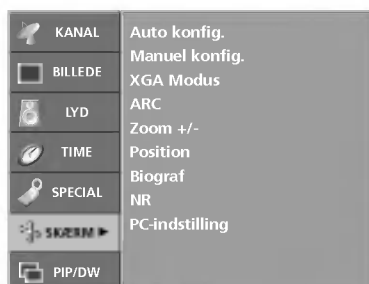 KANAL
BILLEDE
LYD
TIME
SPECIAL
SKÆRM
PIP/DW
Auto konfig.
Manuel konfig.
XGA Modus
ARC
Zoom +/-
Position
Biograf
NR
PC-indstilling